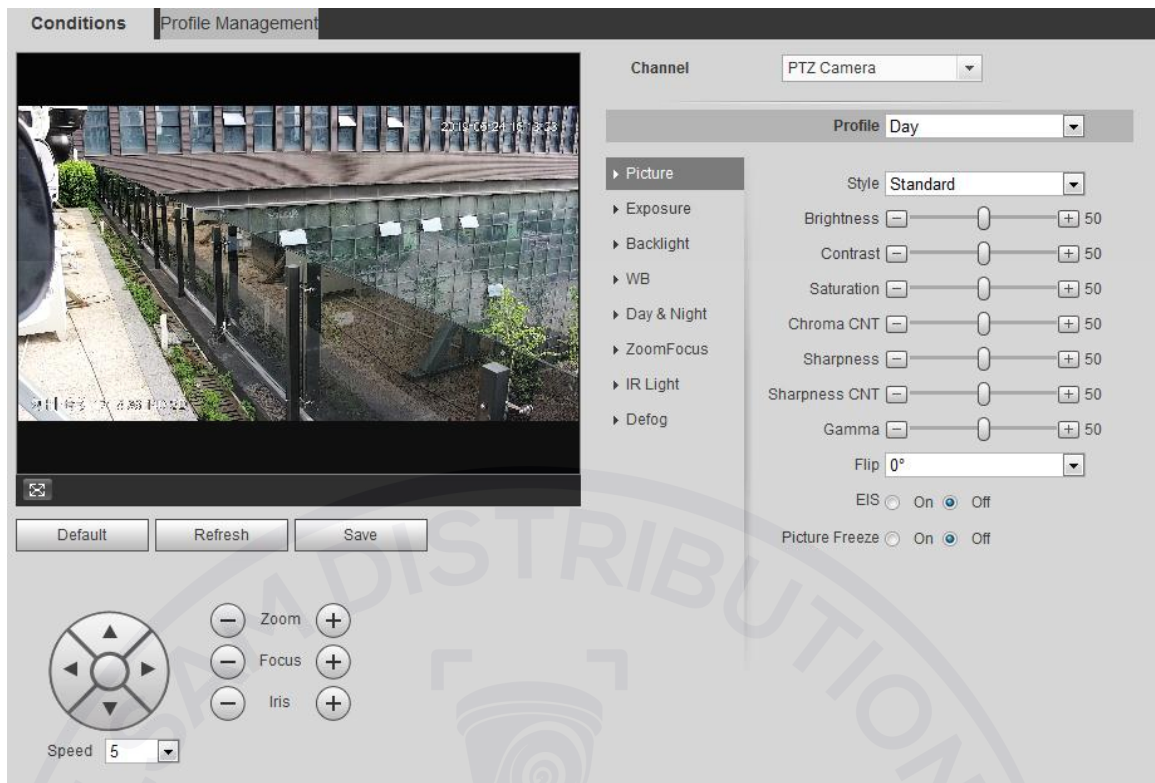 Conditions
Profile Management
Channel PTZ Camera
Profile Day
Picture
Exposure
Backlight
WB
Day & Night
ZoomFocus
IR Light
Defog
Style Standard
Brightness 50
Contrast 50
Saturation 50
Chroma CNT 50
Sharpness 50
Sharpness CNT 50
Gamma 50
Flip 0°
EIS On Off
Picture Freeze On Off
Default Refresh Save
Zoom
Focus
Iris
Speed 5
DISTRIBUTION